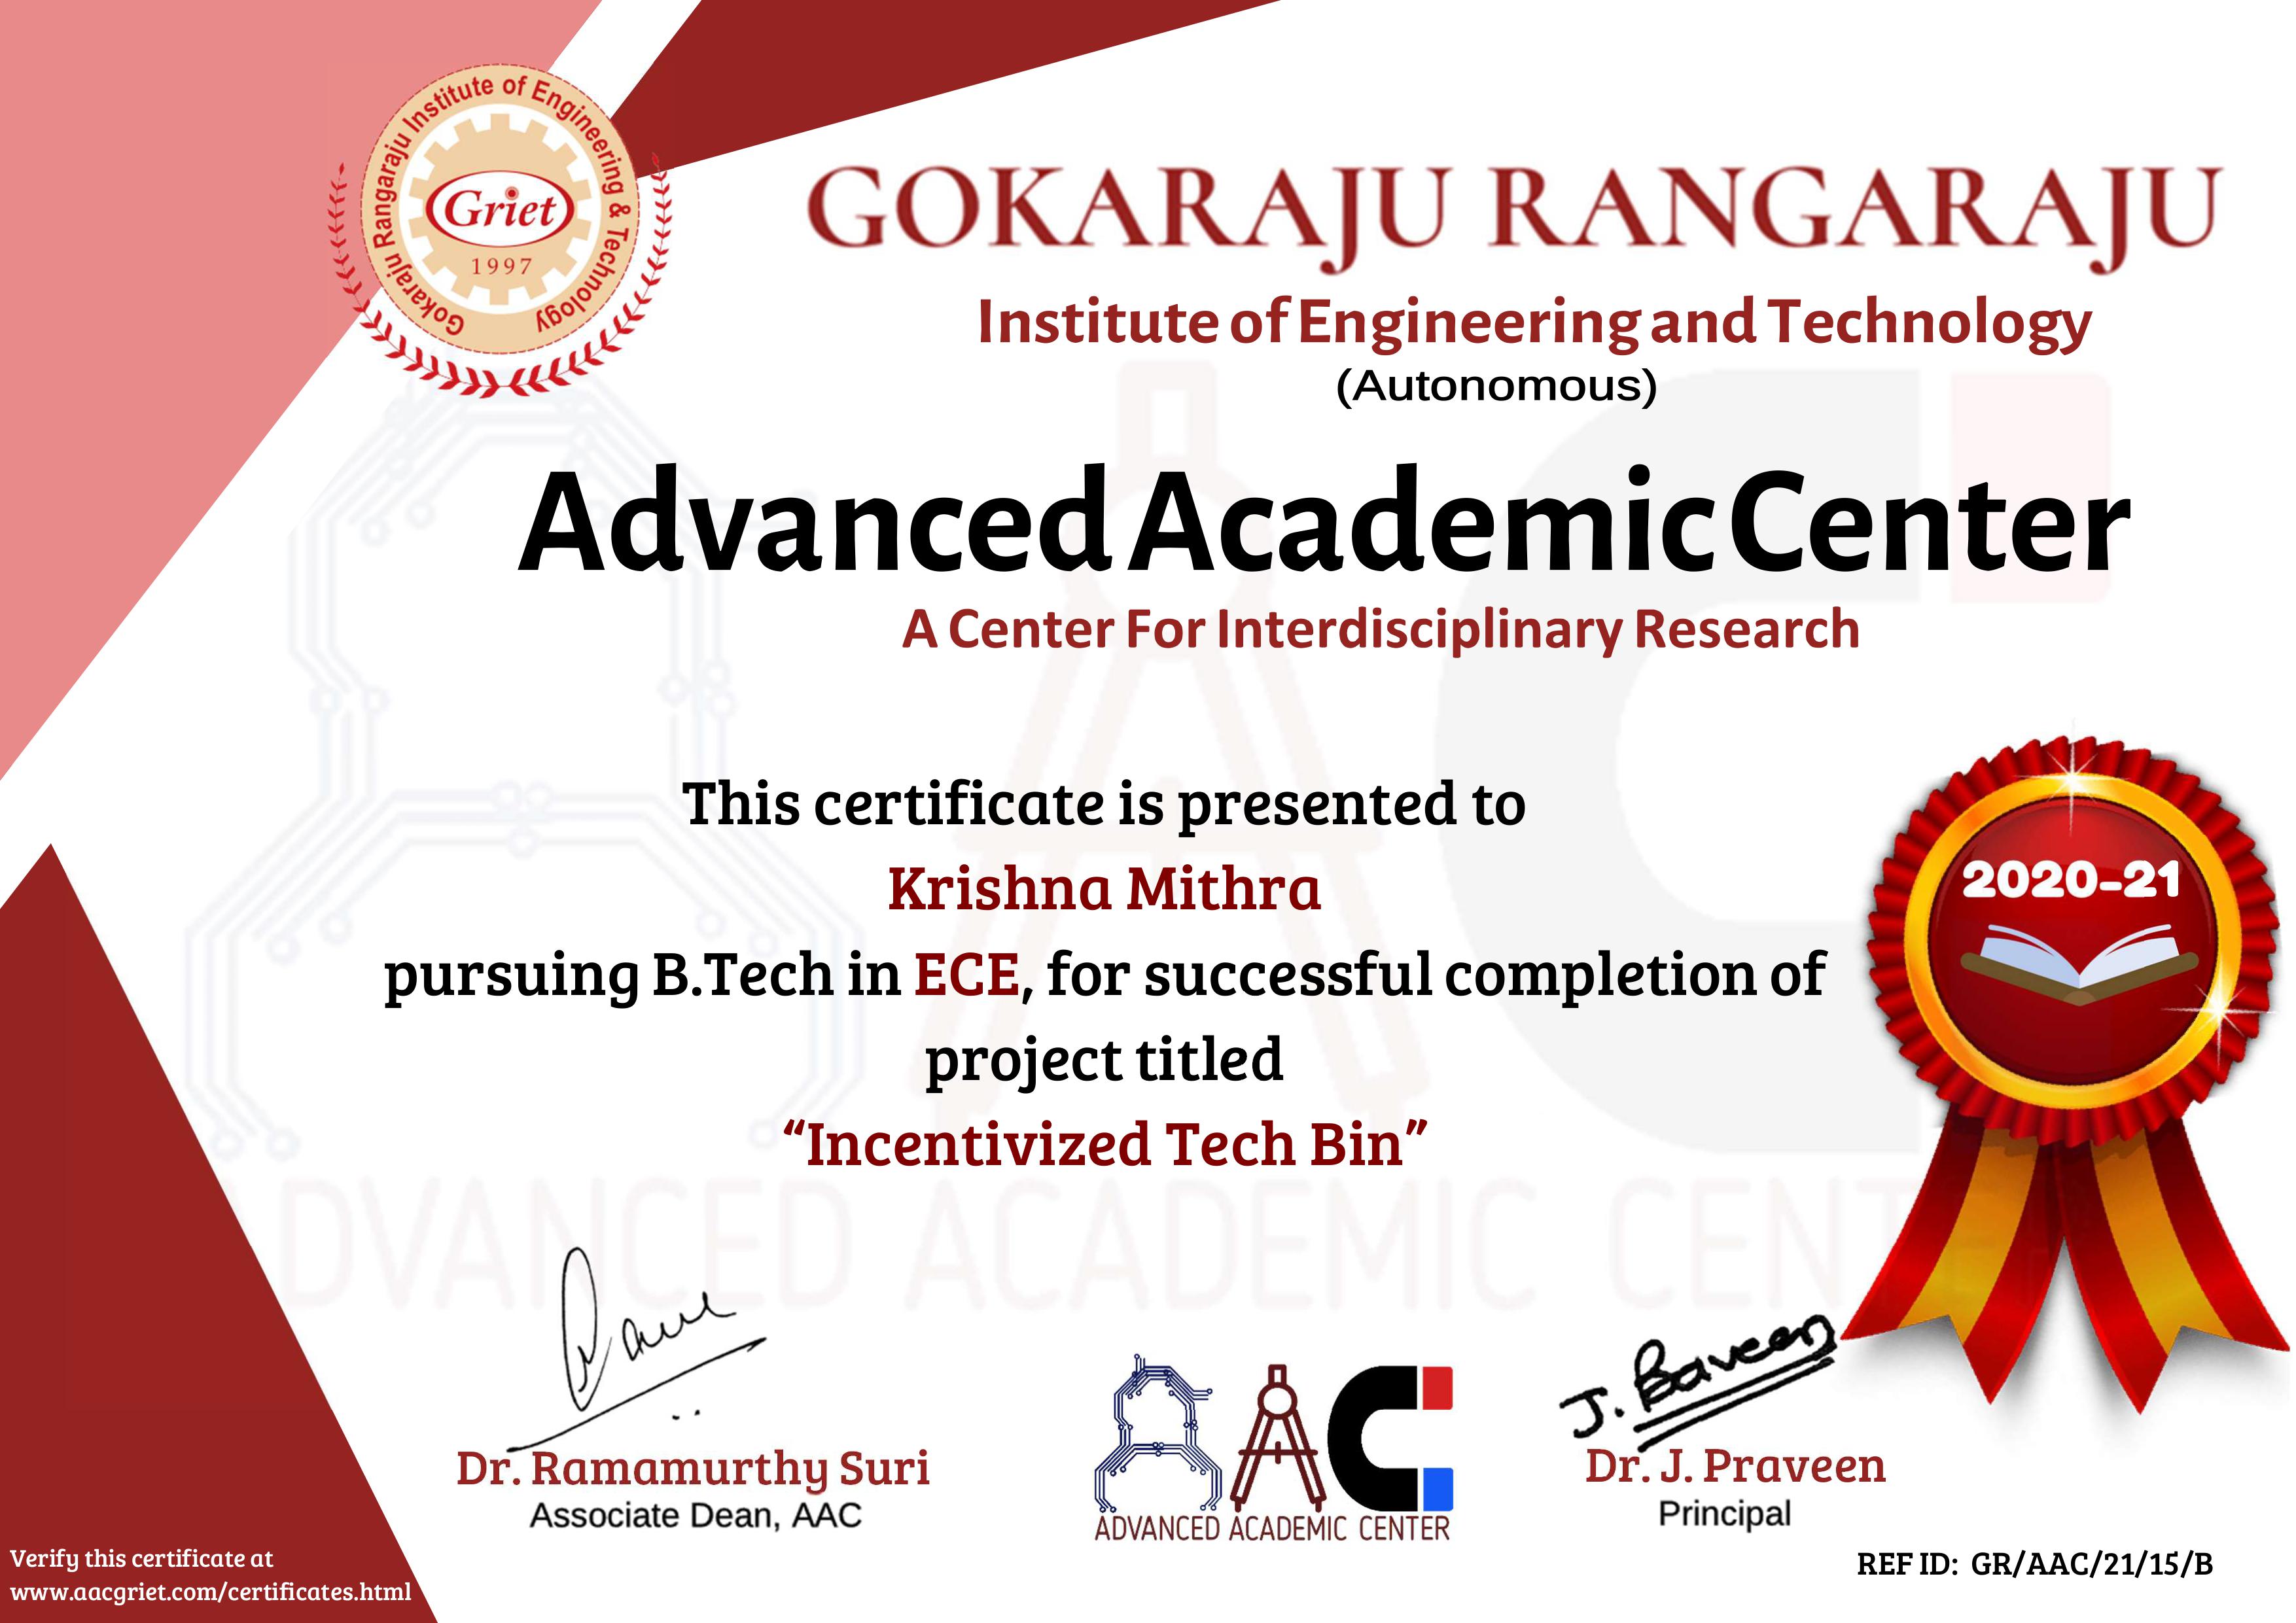 Gokaraju Rangaraju Institute of Engineering & Technology
Griet
1997
GOKARAJU RANGARAJU
Institute of Engineering and Technology
(Autonomous)
Advanced Academic Center
A Center For Interdisciplinary Research
This certificate is presented to
Krishna Mithra
pursuing B.Tech in ECE, for successful completion of
project titled
“Incentivized Tech Bin”
2020-21
ADVANCED ACADEMIC CENT
J. Praveen
Dr. Ramamurthy Suri
Associate Dean, AAC
AAC
ADVANCED ACADEMIC CENTER
Dr. J. Praveen
Principal
Verify this certificate at
www.aacgriet.com/certificates.html
REF ID: GR/AAC/21/15/B